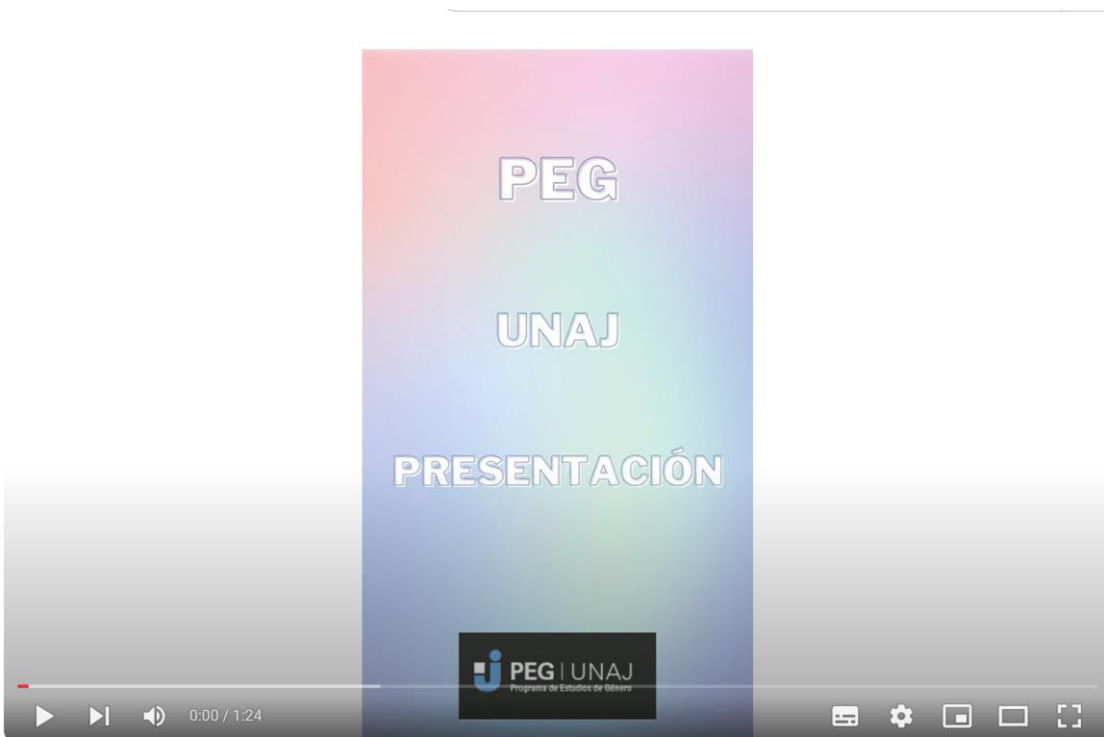 PEG
UNAJ
PRESENTACIÓN
PEG | UNAJ
Programa de Estudios de Género
0:00 / 1:24